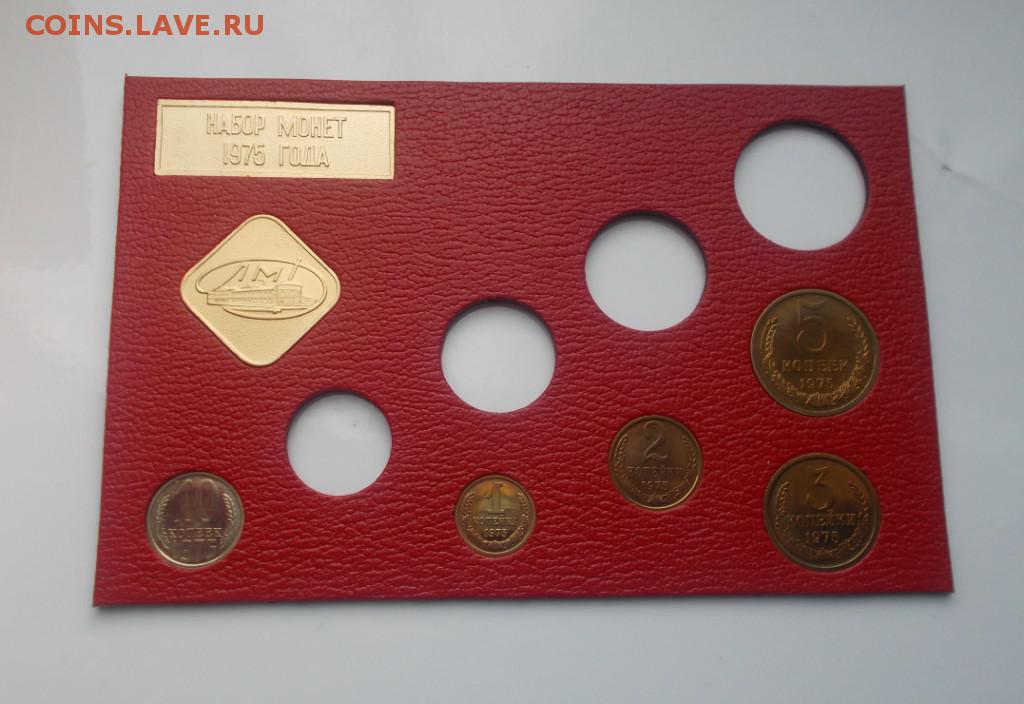 COINS.LAVE.RU
НАБОР МОНЕТ
1975 ГОДА
ЛМД
5
КОПЕЕК
1975
2
КОПЕЙКИ
1975
3
КОПЕЙКИ
1975
1
КОПЕЙКА
1975
10
КОПЕЕК